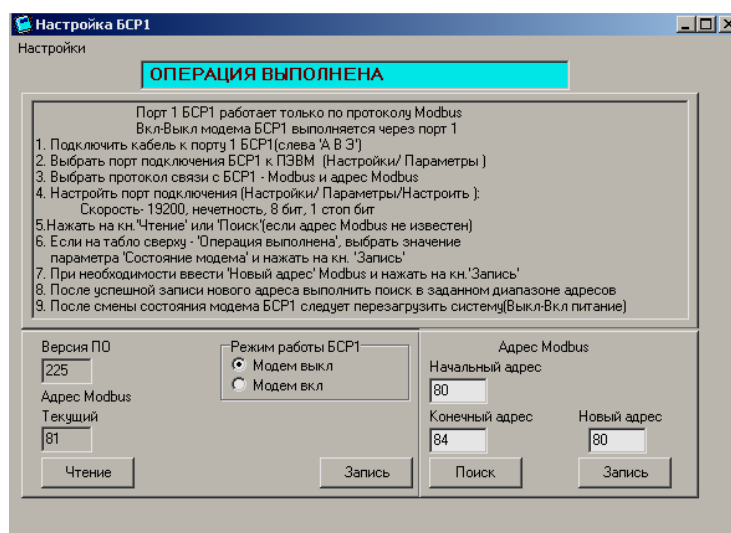 Настройка БСР1
Настройки
ОПЕРАЦИЯ ВЫПОЛНЕНА
Порт 1 БСР1 работает только по протоколу Modbus
Вкл-Выкл модема БСР1 выполняется через порт 1
1. Подключить кабель к порту 1 БСР1(слева 'А В Э')
2. Выбрать порт подключения БСР1 к ПЭВМ (Настройки/ Параметры )
3. Выбрать протокол связи с БСР1 - Modbus и адрес Modbus
4. Настройть порт подключения (Настройки/ Параметры/Настроить ):
Скорость- 19200, нечетность, 8 бит, 1 стоп бит
5.Нажать на кн.'Чтение' или 'Поиск'(если адрес Modbus не известен)
6. Если на табло сверху - 'Операция выполнена', выбрать значение
параметра 'Состояние модема' и нажать на кн. 'Запись'
7. При необходимости ввести 'Новый адрес' Modbus и нажать на кн.'Запись'
8. После успешной записи нового адреса выполнить поиск в заданном диапазоне адресов
9. После смены состояния модема БСР1 следует перезагрузить систему(Выкл-Вкл питание)
Версия ПО
225
Адрес Modbus
Текущий
81
Чтение
Режим работы БСР1
Модем выкл
Модем вкл
Запись
Адрес Modbus
Начальный адрес
80
Конечный адрес
Новый адрес
84
80
Поиск
Запись